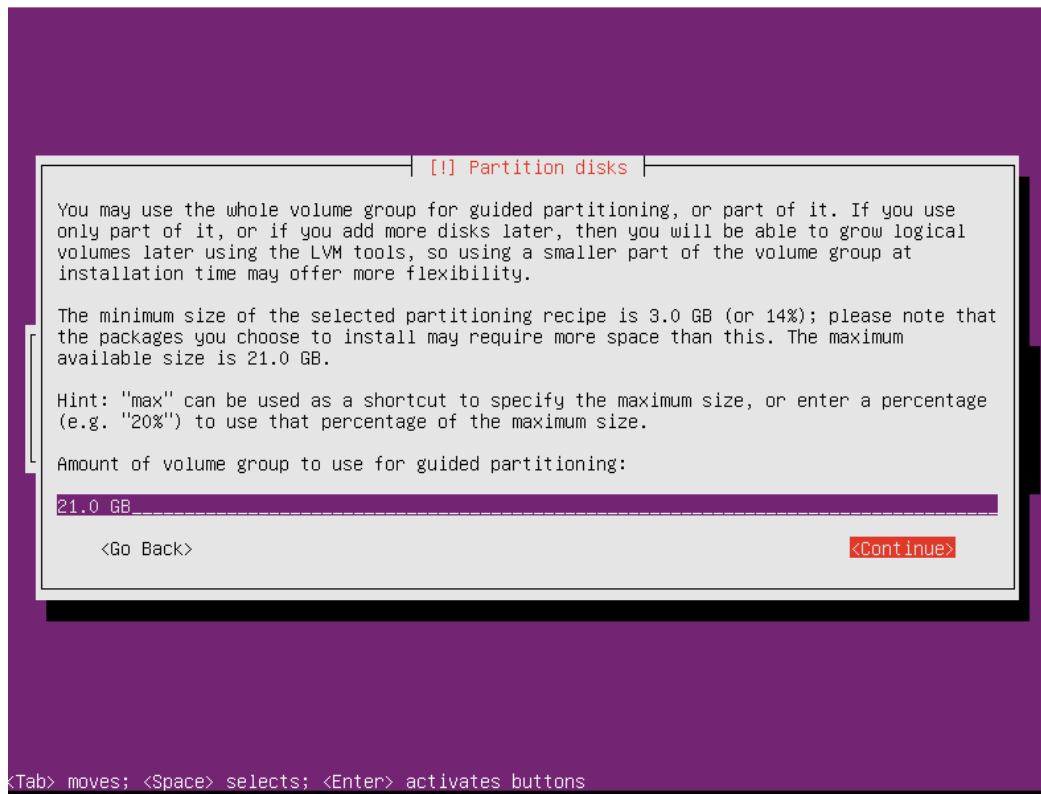 [!] Partition disks
You may use the whole volume group for guided partitioning, or part of it. If you use
only part of it, or if you add more disks later, then you will be able to grow logical
volumes later using the LVM tools, so using a smaller part of the volume group at
installation time may offer more flexibility.
The minimum size of the selected partitioning recipe is 3.0 GB (or 14%); please note that
the packages you choose to install may require more space than this. The maximum
available size is 21.0 GB.
Hint: "max" can be used as a shortcut to specify the maximum size, or enter a percentage
(e.g. "20%") to use that percentage of the maximum size.
Amount of volume group to use for guided partitioning:
21.0 GB
<Go Back> <Continue>
<Tab> moves; <Space> selects; <Enter> activates buttons